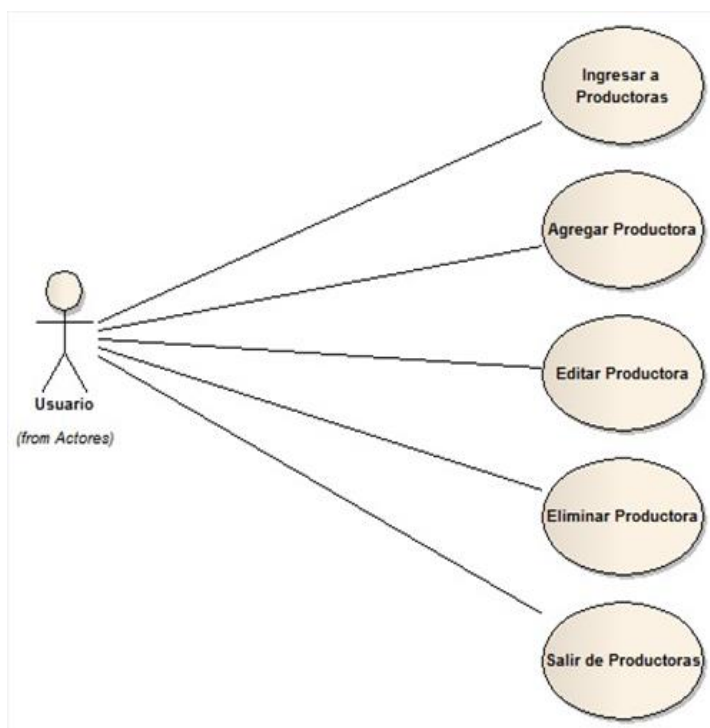 Ingresar a
Productoras
Agregar Productora
Editar Productora
Usuario
(from Actores)
Eliminar Productora
Salir de Productoras